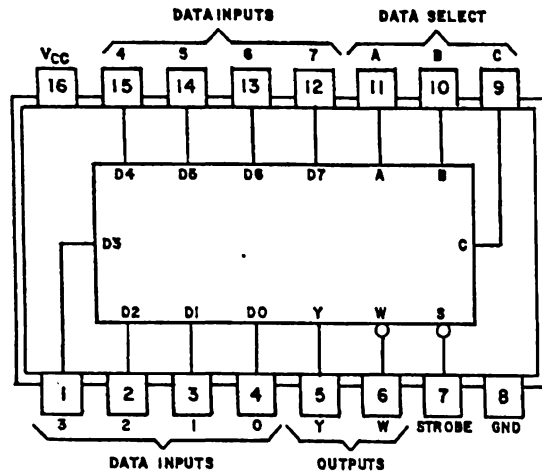 DATA INPUTS DATA SELECT
VCC 4 5 6 7 A B C
16 15 14 13 12 11 10 9
D4 D5 D6 D7 A B
D3 C
D2 D1 D0 Y W S
1 2 3 4 5 6 7 8
3 2 1 0 Y W STROBE GND
DATA INPUTS OUTPUTS